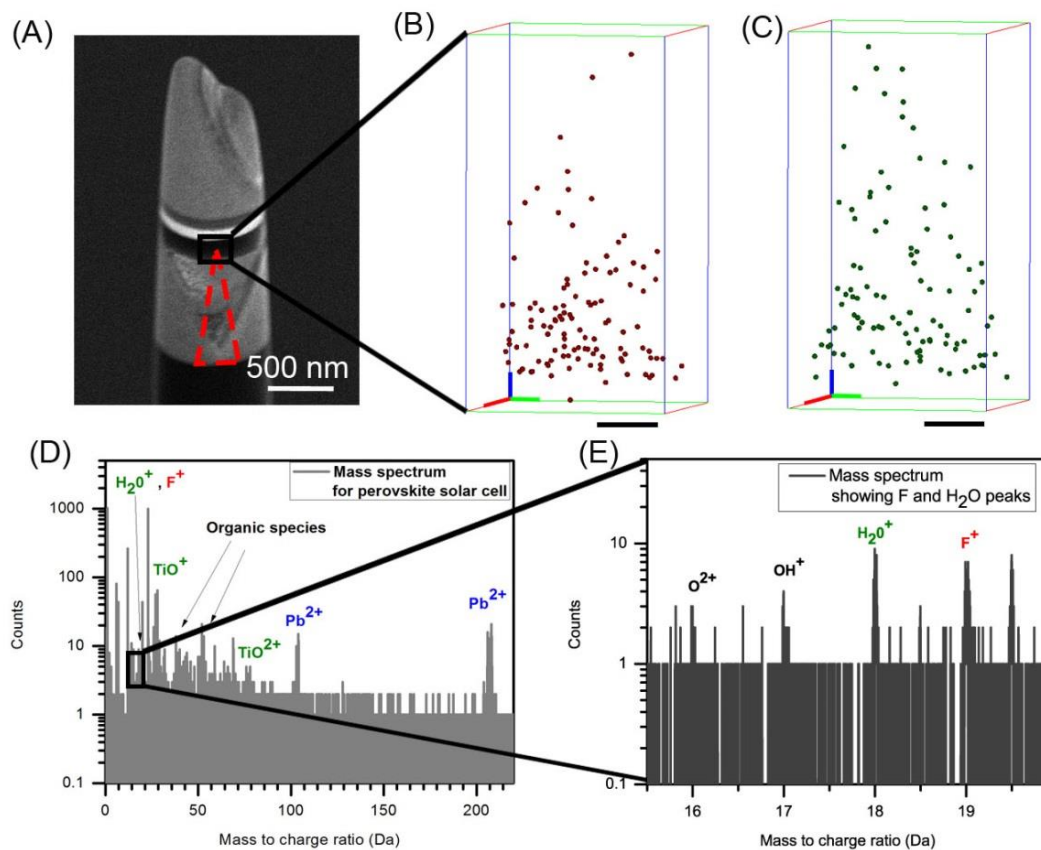 (A)
500 nm
(B)
(C)
(D)
Counts
1000
100
10
1
0.1
H₂0⁺ , F⁺
TiO⁺
Organic species
TiO²⁺
Pb²⁺
Pb²⁺
Mass spectrum
for perovskite solar cell
0 50 100 150 200
Mass to charge ratio (Da)
(E)
Counts
10
1
0.1
Mass spectrum
showing F and H₂O peaks
O²⁺
OH⁺
H₂0⁺
F⁺
16 17 18 19
Mass to charge ratio (Da)